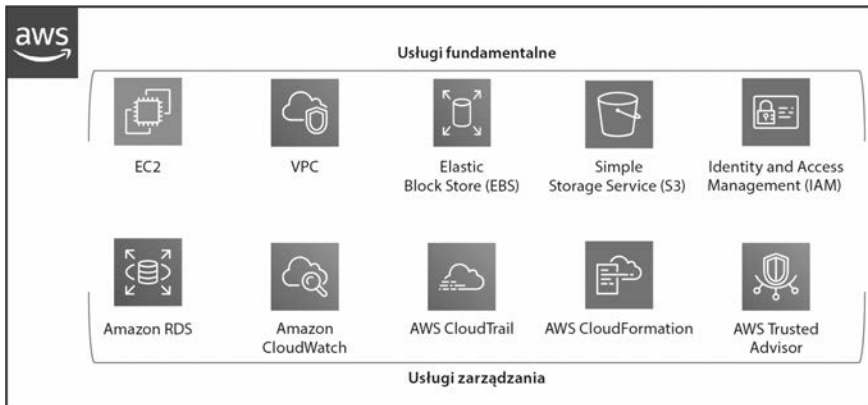 aws
Usługi fundamentalne
EC2
VPC
Elastic
Block Store (EBS)
Simple
Storage Service (S3)
Identity and Access
Management (IAM)
Amazon RDS
Amazon
CloudWatch
AWS CloudTrail
AWS CloudFormation
AWS Trusted
Advisor
Usługi zarządzania